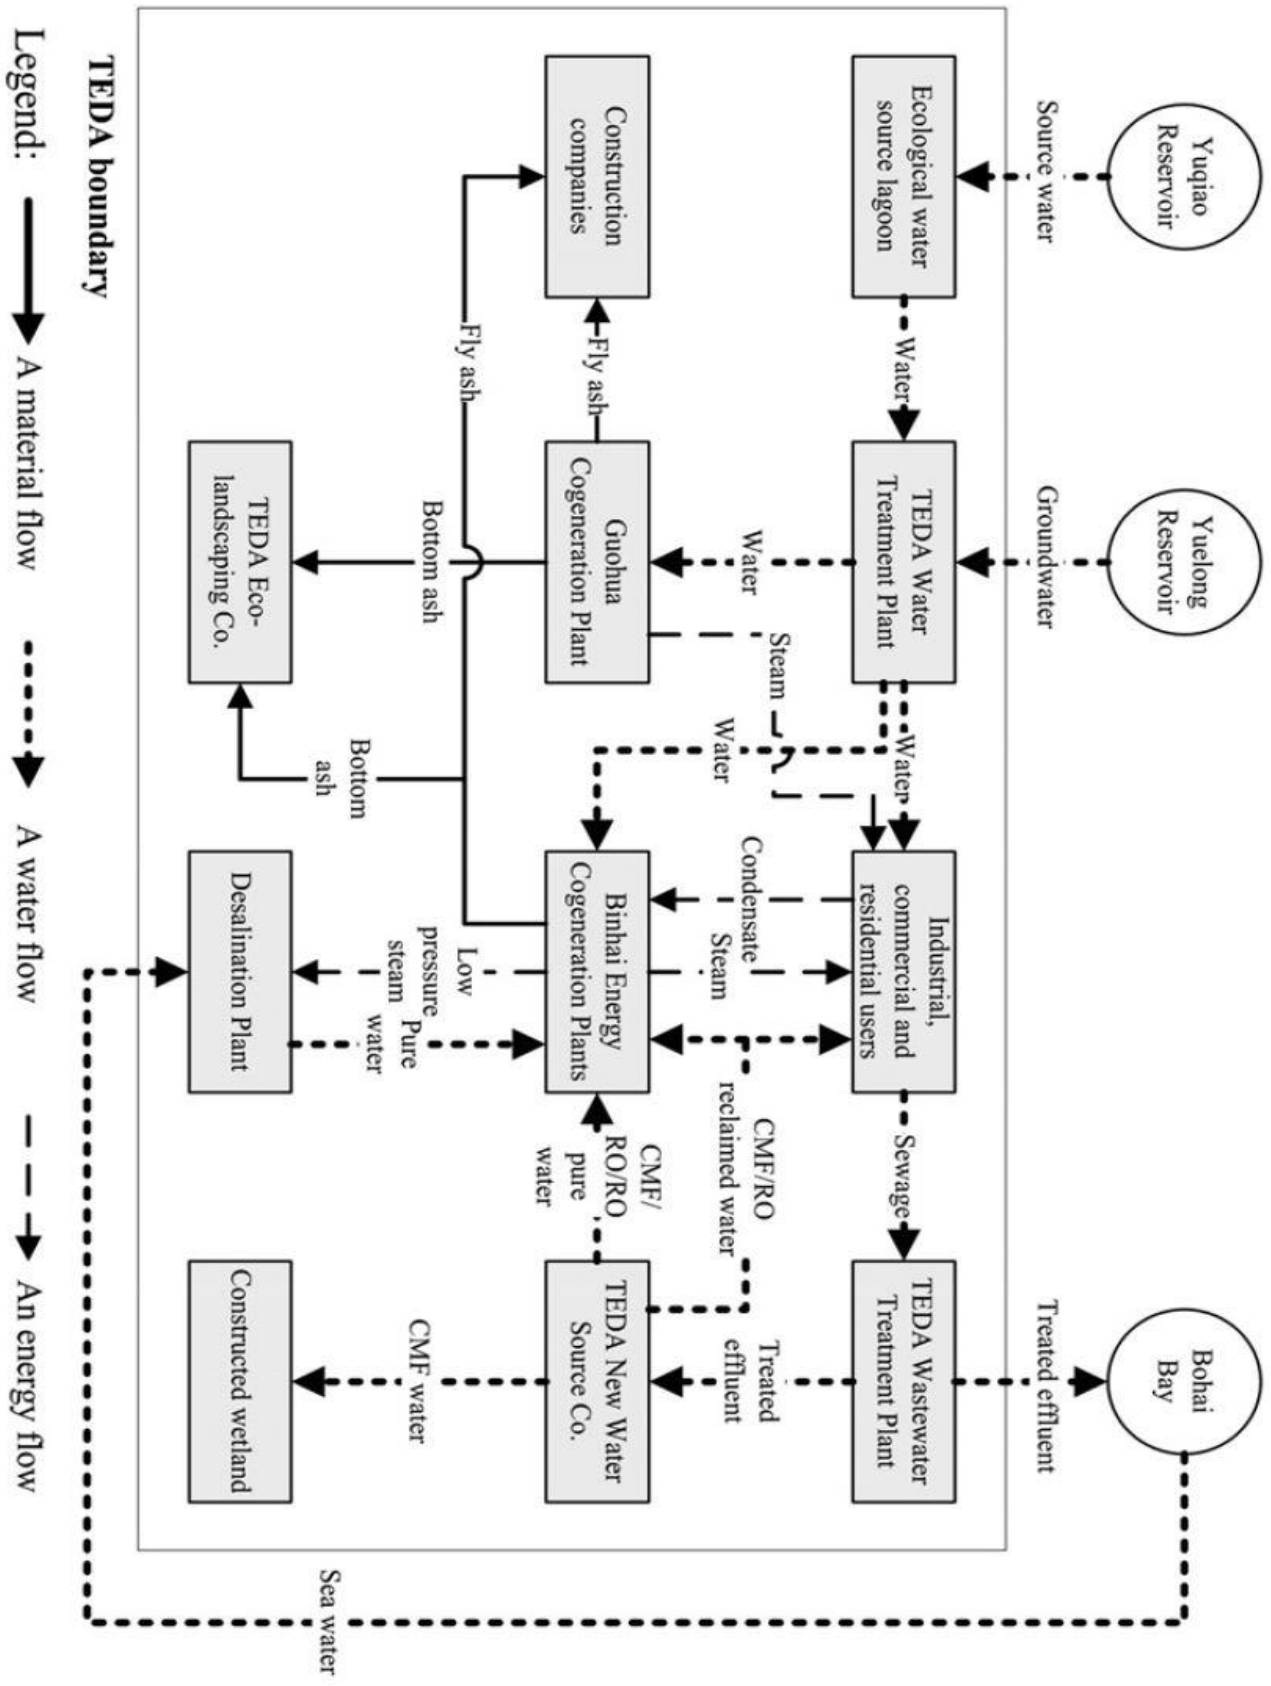 Yuqiao
Reservoir
Yuelong
Reservoir
Bohai
Bay
Source water
Groundwater
Treated effluent
Ecological water
source lagoon
Water
TEDA Water
Treatment Plant
Water
Industrial,
commercial and
residential users
Sewage
TEDA Wastewater
Treatment Plant
Water
Steam
Water
Condensate
Steam
CMF/RO
reclaimed water
Treated
effluent
Construction
companies
Fly ash
Guohua
Cogeneration Plant
Binhai Energy
Cogeneration Plants
CMF/
RO/RO
pure
water
TEDA New Water
Source Co.
Fly ash
Bottom ash
Bottom
ash
Low
pressure
steam
Pure
water
CMF water
TEDA Eco-
landscaping Co.
Desalination Plant
Constructed wetland
Sea water
TEDA boundary
Legend:
A material flow
A water flow
An energy flow